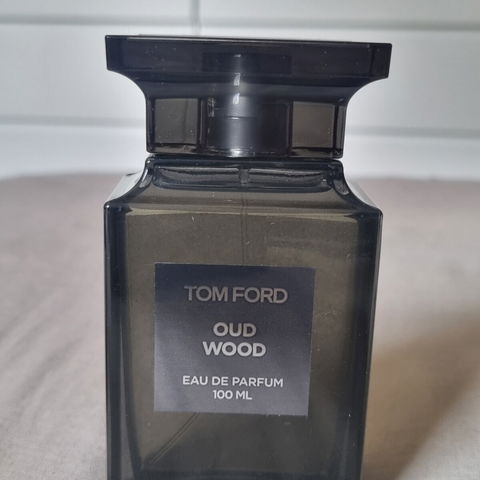 TOM FORD
OUD
WOOD
EAU DE PARFUM
100 ML